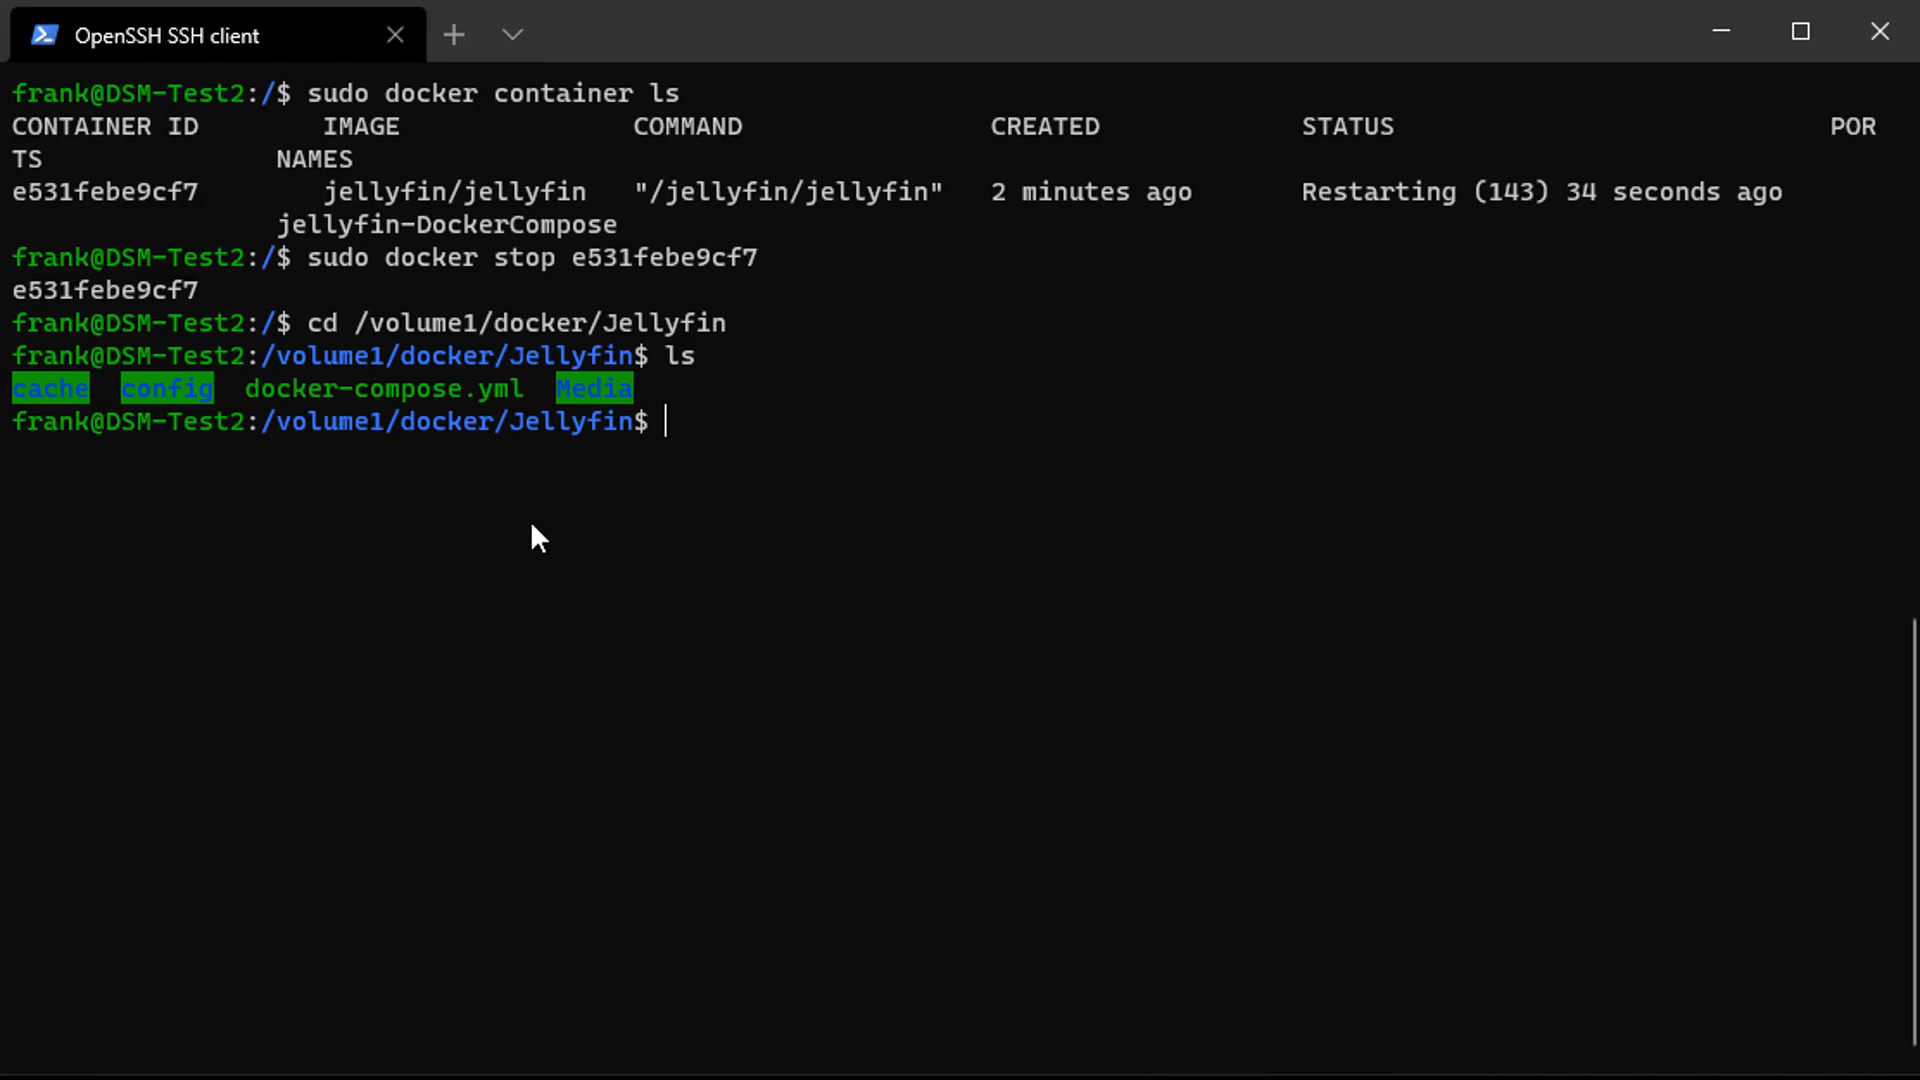 OpenSSH SSH client
frank@DSM-Test2:/$ sudo docker container ls
CONTAINER ID        IMAGE               COMMAND                CREATED             STATUS                            POR
TS               NAMES
e531febe9cf7        jellyfin/jellyfin   "/jellyfin/jellyfin"   2 minutes ago       Restarting (143) 34 seconds ago
                 jellyfin-DockerCompose
frank@DSM-Test2:/$ sudo docker stop e531febe9cf7
e531febe9cf7
frank@DSM-Test2:/$ cd /volume1/docker/Jellyfin
frank@DSM-Test2:/volume1/docker/Jellyfin$ ls
cache  config  docker-compose.yml  Media
frank@DSM-Test2:/volume1/docker/Jellyfin$